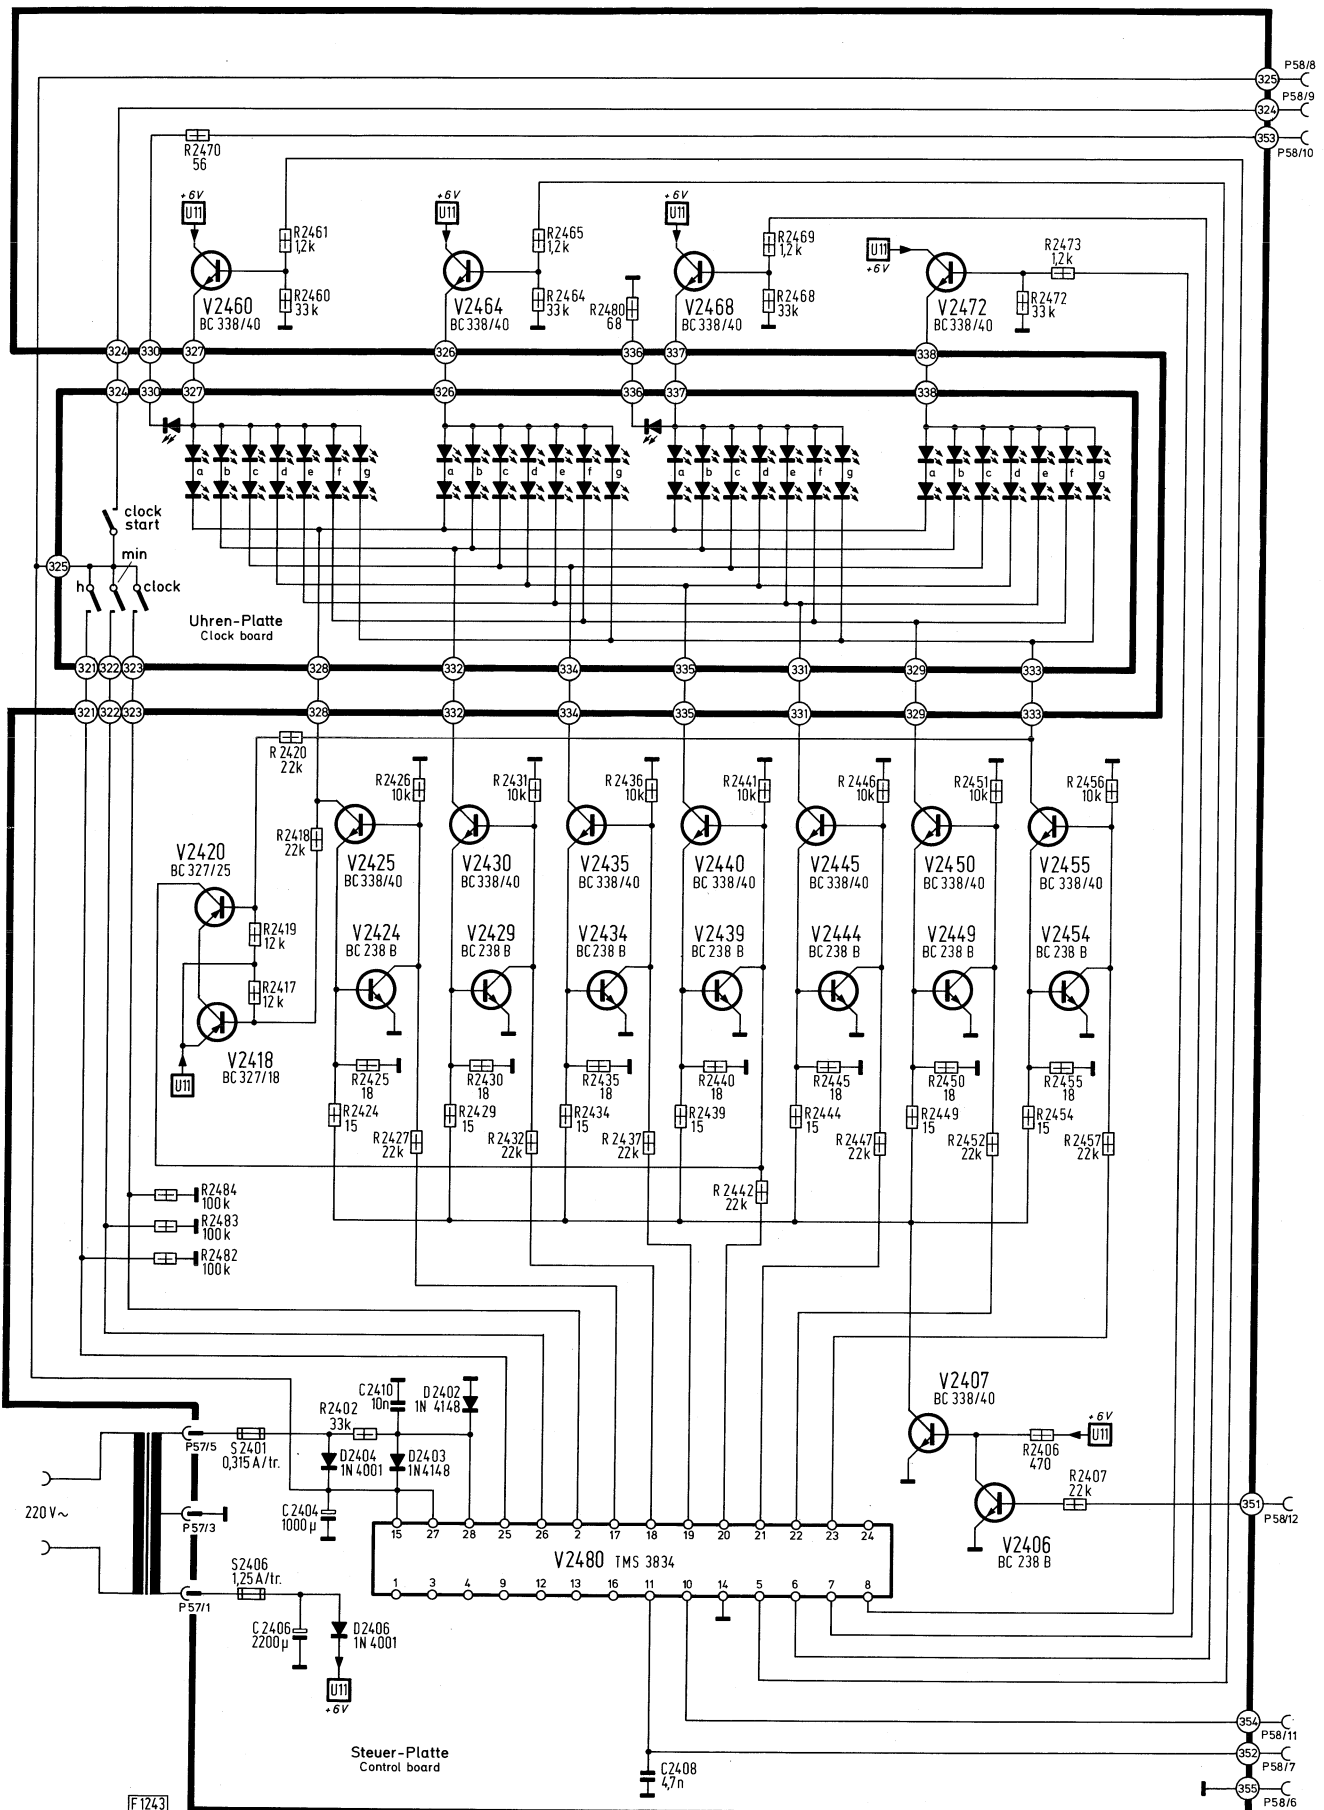 P58/8
325
P58/9
324
353
P58/10
R2470
56
+6V
U11
R2461
1,2k
R2460
33k
V2460
BC 338/40
+6V
U11
R2465
1,2k
R2464
33k
V2464
BC 338/40
R2480
68
+6V
U11
R2469
1,2k
R2468
33k
V2468
BC 338/40
U11
+6V
R2473
1,2k
R2472
33k
V2472
BC 338/40
324 330 327 326 336 337 338
324 330 327 326 336 337 338
a b c d e f g a b c d e f g a b c d e f g a b c d e f g
clock
start
min
325
h clock
Uhren-Platte
Clock board
321 322 323 328 332 334 335 331 329 333
321 322 323 328 332 334 335 331 329 333
R2420
22k
R2426
10k
R2431
10k
R2436
10k
R2441
10k
R2446
10k
R2451
10k
R2456
10k
R2418
22k
V2420
BC 327/25
V2425
BC 338/40
V2430
BC 338/40
V2435
BC 338/40
V2440
BC 338/40
V2445
BC 338/40
V2450
BC 338/40
V2455
BC 338/40
R2419
12k
R2417
12k
V2424
BC 238 B
V2429
BC 238 B
V2434
BC 238 B
V2439
BC 238 B
V2444
BC 238 B
V2449
BC 238 B
V2454
BC 238 B
V2418
BC 327/18
U11
R2425
18
R2430
18
R2435
18
R2440
18
R2445
18
R2450
18
R2455
18
R2424
15
R2429
15
R2434
15
R2439
15
R2444
15
R2449
15
R2454
15
R2427
22k
R2432
22k
R2437
22k
R2442
22k
R2447
22k
R2452
22k
R2457
22k
R2484
100k
R2483
100k
R2482
100k
C2410
10n
D2402
1N 4148
R2402
33k
P57/5
S2401
0,315 A/tr.
D2404
1N 4001
D2403
1N4148
V2407
BC 338/40
+6V
U11
R2406
470
R2407
22k
351
P58/12
V2406
BC 238 B
220 V~
P57/3
C2404
1000µ
15 27 28 25 26 2 17 18 19 20 21 22 23 24
V2480 TMS 3834
1 3 4 9 12 13 16 11 10 14 5 6 7 8
S2406
1,25A/tr.
P57/1
C2406
2200µ
D2406
1N 4001
U11
+6V
Steuer-Platte
Control board
C2408
4,7n
354
P58/11
352
P58/7
355
P58/6
F1243